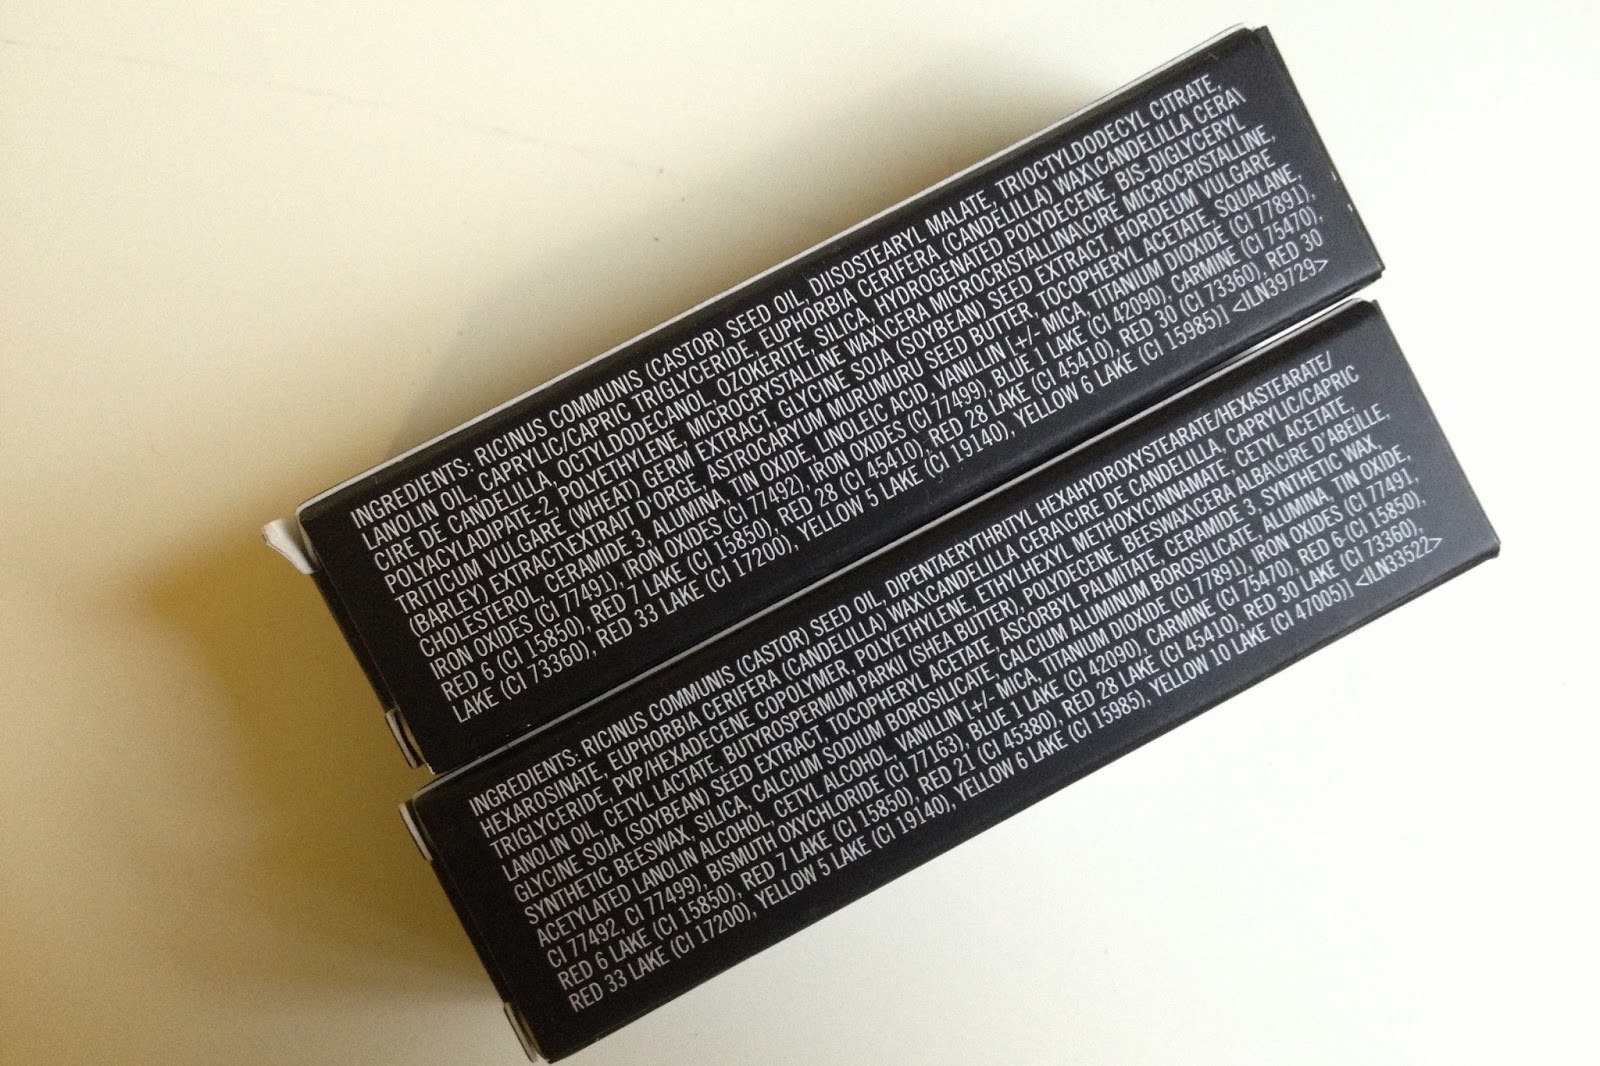 INGREDIENTS: RICINUS COMMUNIS (CASTOR) SEED OIL, DIISOSTEARYL MALATE, TRIOCTYLDODECYL CITRATE,
LANOLIN OIL, CAPRYLIC/CAPRIC TRIGLYCERIDE, EUPHORBIA CERIFERA (CANDELILLA) WAX\CANDELILLA CERA\
CIRE DE CANDELILLA, OCTYLDODECANOL, OZOKERITE, SILICA, HYDROGENATED POLYDECENE, BIS-DIGLYCERYL
POLYACYLADIPATE-2, POLYETHYLENE, MICROCRYSTALLINE WAX\CERA MICROCRISTALLINA\CIRE MICROCRISTALLINE,
TRITICUM VULGARE (WHEAT) GERM EXTRACT, GLYCINE SOJA (SOYBEAN) SEED EXTRACT, HORDEUM VULGARE
(BARLEY) EXTRACT\EXTRAIT D'ORGE, ASTROCARYUM MURUMURU SEED BUTTER, TOCOPHERYL ACETATE, SQUALANE,
CHOLESTEROL, CERAMIDE 3, ALUMINA, TIN OXIDE, LINOLEIC ACID, VANILLIN [+/- MICA, TITANIUM DIOXIDE (CI 77891),
IRON OXIDES (CI 77491), IRON OXIDES (CI 77492), IRON OXIDES (CI 77499), BLUE 1 LAKE (CI 42090), CARMINE (CI 75470),
RED 6 (CI 15850), RED 7 LAKE (CI 15850), RED 28 (CI 45410), RED 28 LAKE (CI 45410), RED 30 (CI 73360), RED 30
LAKE (CI 73360), RED 33 LAKE (CI 17200), YELLOW 5 LAKE (CI 19140), YELLOW 6 LAKE (CI 15985)] <ILN39729>
INGREDIENTS: RICINUS COMMUNIS (CASTOR) SEED OIL, DIPENTAERYTHRITYL HEXAHYDROXYSTEARATE/HEXASTEARATE/
HEXAROSINATE, EUPHORBIA CERIFERA (CANDELILLA) WAX\CANDELILLA CERA\CIRE DE CANDELILLA, CAPRYLIC/CAPRIC
TRIGLYCERIDE, PVP/HEXADECENE COPOLYMER, POLYETHYLENE, ETHYLHEXYL METHOXYCINNAMATE, CETYL ACETATE,
LANOLIN OIL, CETYL LACTATE, BUTYROSPERMUM PARKII (SHEA BUTTER), POLYDECENE, BEESWAX\CERA ALBA\CIRE D'ABEILLE,
GLYCINE SOJA (SOYBEAN) SEED EXTRACT, TOCOPHERYL ACETATE, ASCORBYL PALMITATE, CERAMIDE 3, SYNTHETIC WAX,
SYNTHETIC BEESWAX, SILICA, CALCIUM SODIUM BOROSILICATE, CALCIUM ALUMINUM BOROSILICATE, ALUMINA, TIN OXIDE,
ACETYLATED LANOLIN ALCOHOL, CETYL ALCOHOL, VANILLIN [+/- MICA, TITANIUM DIOXIDE (CI 77891), IRON OXIDES (CI 77491,
CI 77492, CI 77499), BISMUTH OXYCHLORIDE (CI 77163), BLUE 1 LAKE (CI 42090), CARMINE (CI 75470), RED 6 (CI 15850),
RED 6 LAKE (CI 15850), RED 7 LAKE (CI 15850), RED 21 (CI 45380), RED 28 LAKE (CI 45410), RED 30 LAKE (CI 73360),
RED 33 LAKE (CI 17200), YELLOW 5 LAKE (CI 19140), YELLOW 6 LAKE (CI 15985), YELLOW 10 LAKE (CI 47005)] <ILN33522>